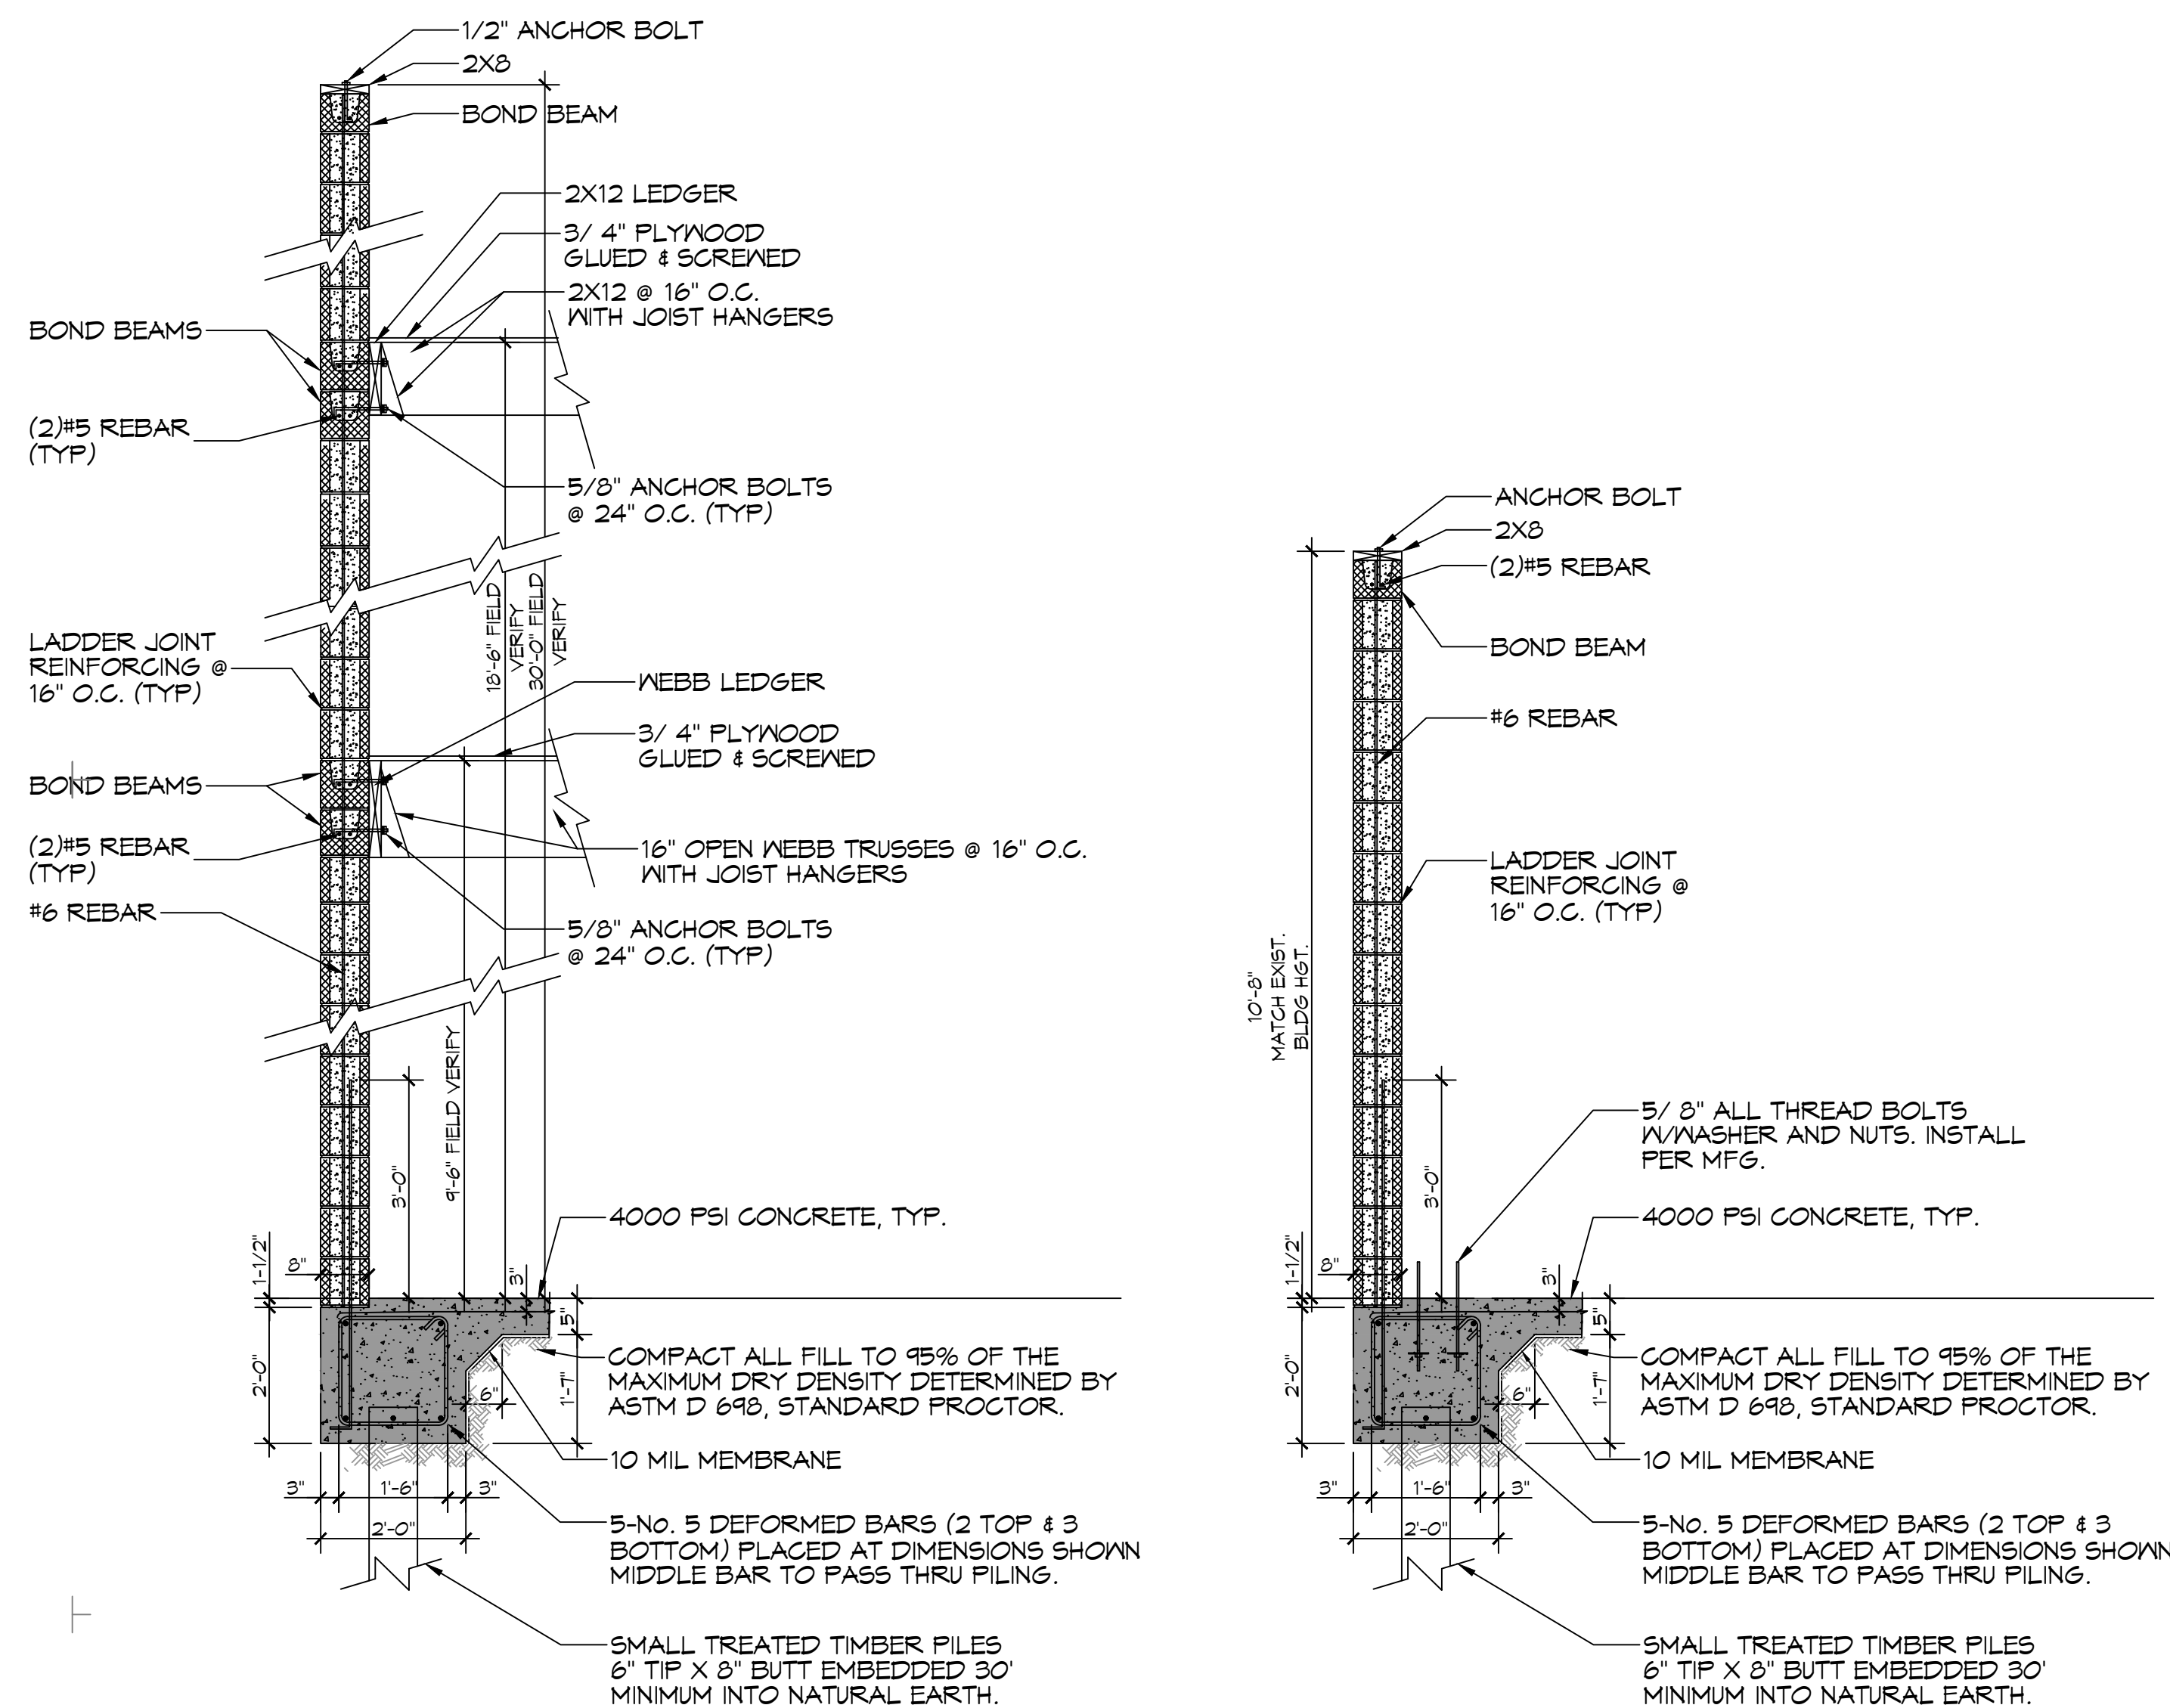 1/2" ANCHOR BOLT
2X8
BOND BEAM
2X12 LEDGER
3/ 4" PLYWOOD
GLUED & SCREWED
2X12 @ 16" O.C.
WITH JOIST HANGERS
BOND BEAMS
(2)#5 REBAR
(TYP)
5/8" ANCHOR BOLTS
@ 24" O.C. (TYP)
18'-6" FIELD
VERIFY
30'-0" FIELD
VERIFY
LADDER JOINT
REINFORCING @
16" O.C. (TYP)
WEBB LEDGER
3/ 4" PLYWOOD
GLUED & SCREWED
BOND BEAMS
(2)#5 REBAR
(TYP)
16" OPEN WEBB TRUSSES @ 16" O.C.
WITH JOIST HANGERS
#6 REBAR
5/8" ANCHOR BOLTS
@ 24" O.C. (TYP)
9'-6" FIELD VERIFY
3'-0"
4000 PSI CONCRETE, TYP.
1-1/2"
8"
3"
5"
2'-0"
6"
1'-7"
COMPACT ALL FILL TO 95% OF THE
MAXIMUM DRY DENSITY DETERMINED BY
ASTM D 698, STANDARD PROCTOR.
10 MIL MEMBRANE
3"
1'-6"
3"
2'-0"
5-No. 5 DEFORMED BARS (2 TOP & 3
BOTTOM) PLACED AT DIMENSIONS SHOWN
MIDDLE BAR TO PASS THRU PILING.
SMALL TREATED TIMBER PILES
6" TIP X 8" BUTT EMBEDDED 30'
MINIMUM INTO NATURAL EARTH.
ANCHOR BOLT
2X8
(2)#5 REBAR
BOND BEAM
#6 REBAR
LADDER JOINT
REINFORCING @
16" O.C. (TYP)
10'-8"
MATCH EXIST.
BLDG HGT.
5/ 8" ALL THREAD BOLTS
W/WASHER AND NUTS. INSTALL
PER MFG.
3'-0"
4000 PSI CONCRETE, TYP.
1-1/2"
8"
3"
5"
2'-0"
6"
1'-7"
COMPACT ALL FILL TO 95% OF THE
MAXIMUM DRY DENSITY DETERMINED BY
ASTM D 698, STANDARD PROCTOR.
10 MIL MEMBRANE
3"
1'-6"
3"
2'-0"
5-No. 5 DEFORMED BARS (2 TOP & 3
BOTTOM) PLACED AT DIMENSIONS SHOWN
MIDDLE BAR TO PASS THRU PILING.
SMALL TREATED TIMBER PILES
6" TIP X 8" BUTT EMBEDDED 30'
MINIMUM INTO NATURAL EARTH.